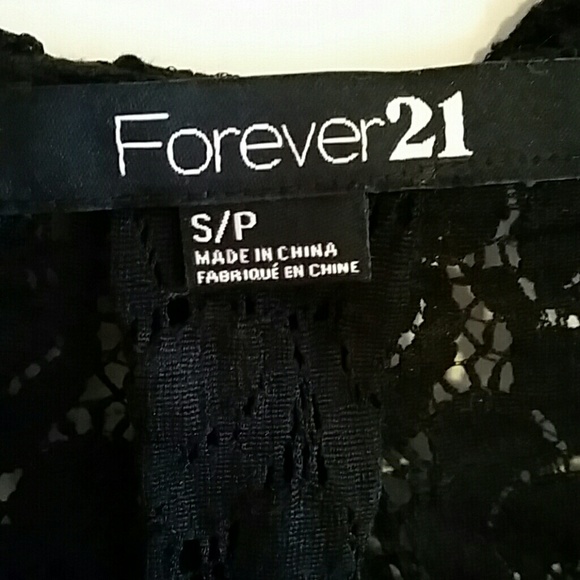 Forever21
S/P
MADE IN CHINA
FABRIQUÉ EN CHINE